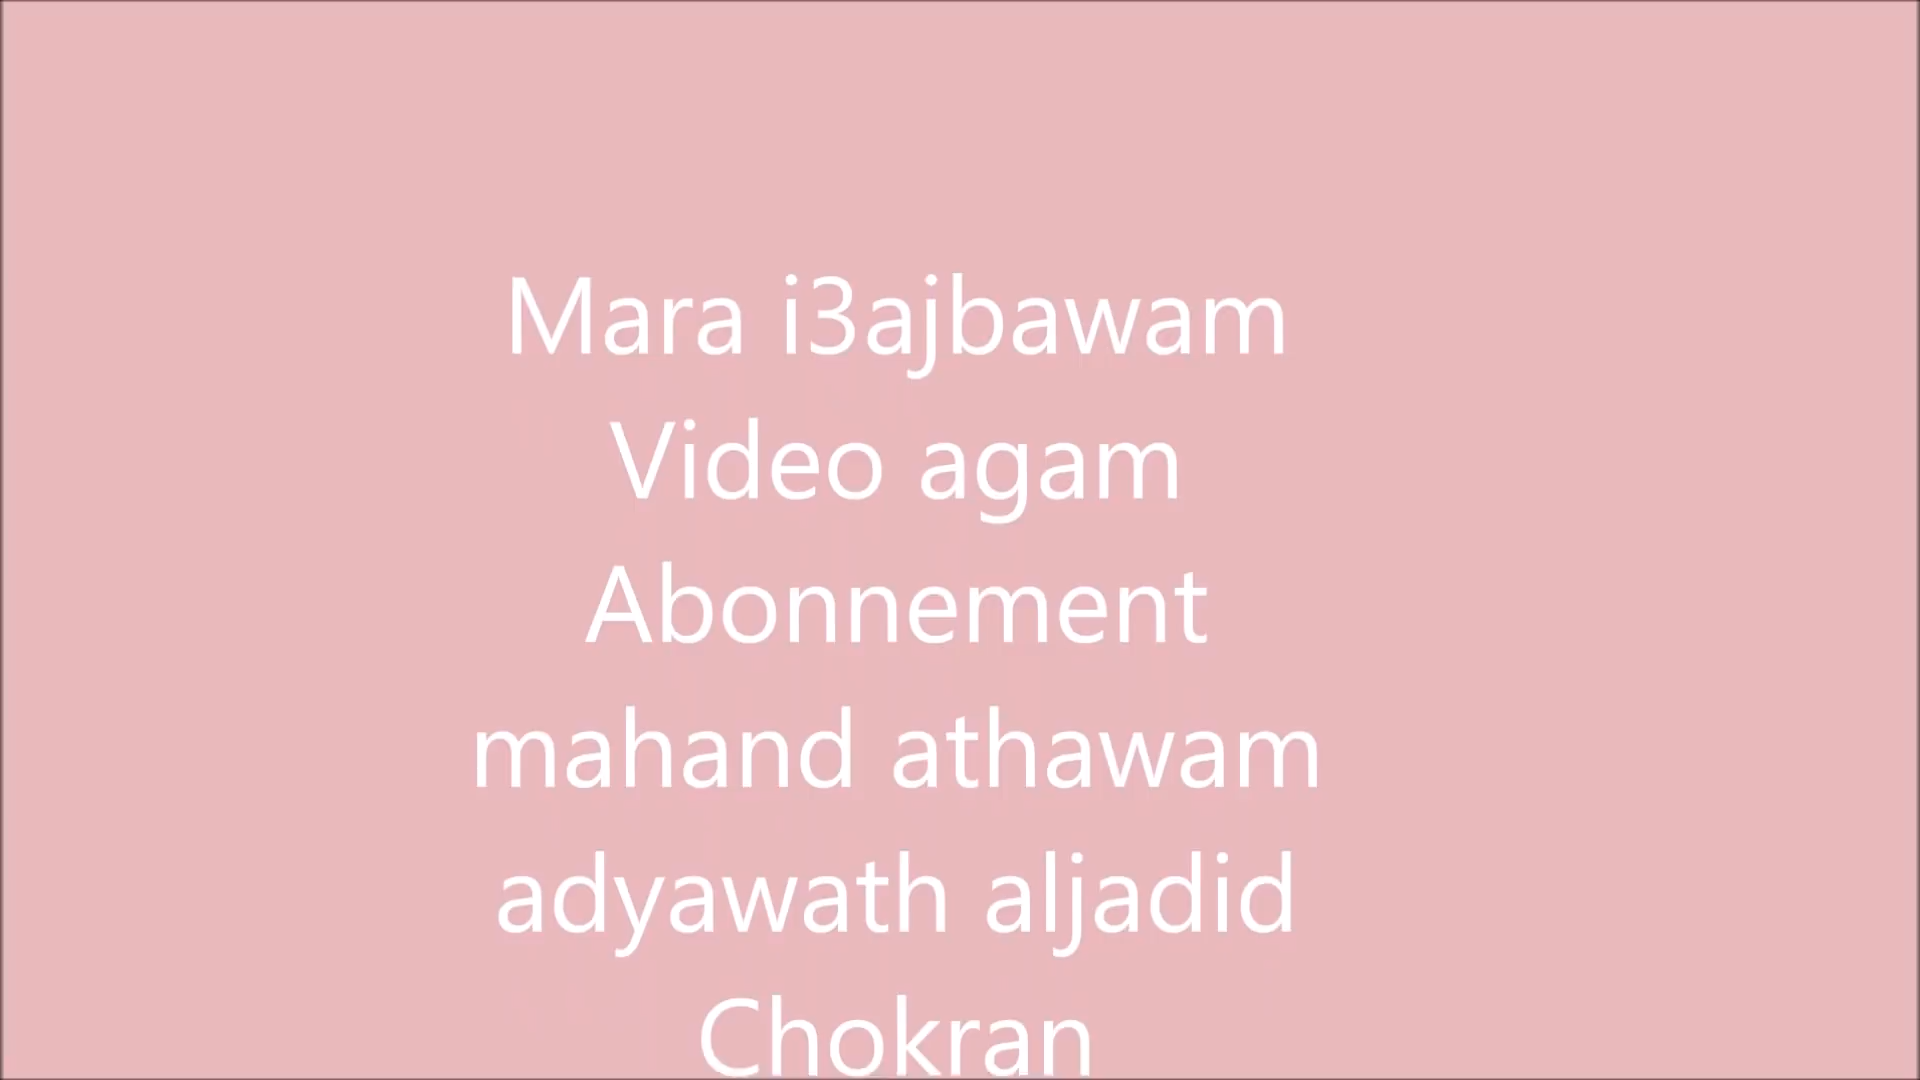 Mara i3ajbawam
Video agam
Abonnement
mahand athawam
adyawath aljadid
Chokran